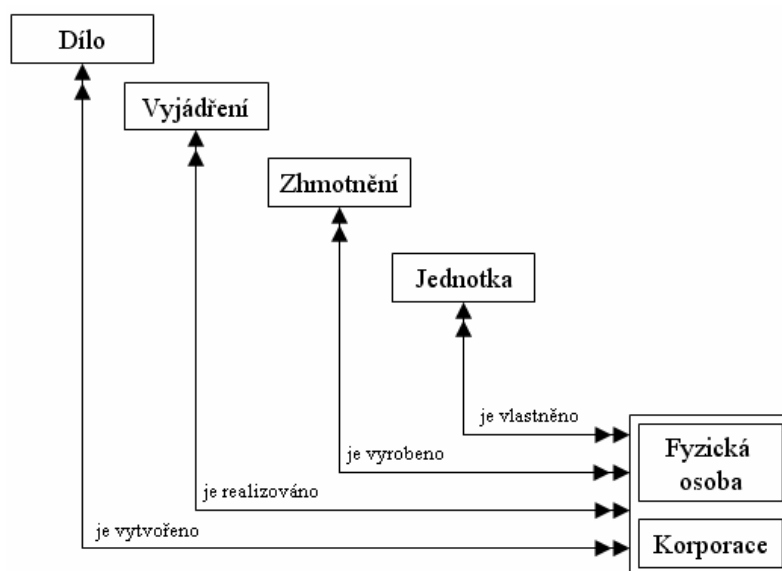 Dílo
Vyjádření
Zhmotnění
Jednotka
je vlastněno
Fyzická
osoba
je vyrobeno
je realizováno
Korporace
je vytvořeno